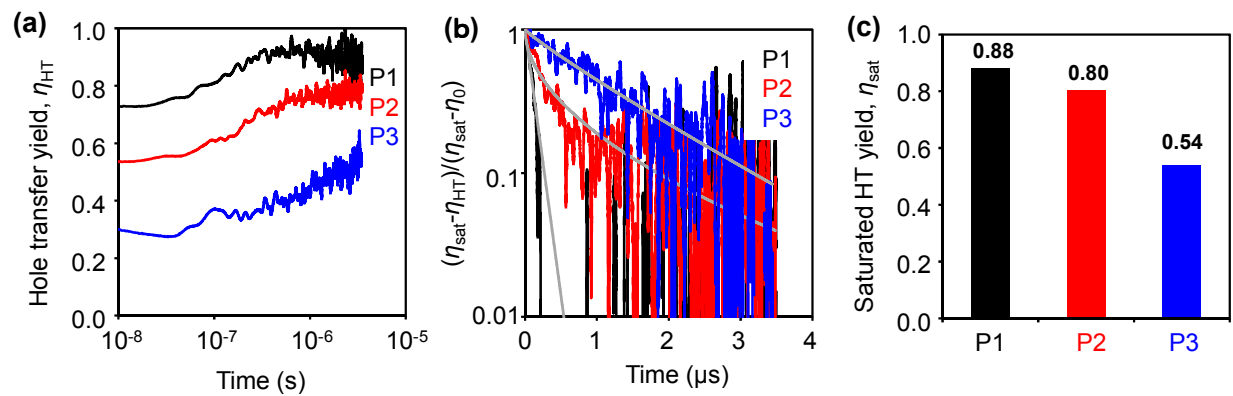 (a)
Hole transfer yield, ηHT
1.0
0.8
0.6
0.4
0.2
0.0
10-8
10-7
10-6
10-5
Time (s)
P1
P2
P3
(b)
(ηsat-ηHT)/(ηsat-η0)
1
0.1
0.01
0
1
2
3
4
Time (µs)
P1
P2
P3
(c)
Saturated HT yield, ηsat
1.0
0.8
0.6
0.4
0.2
0.0
0.88
0.80
0.54
P1
P2
P3